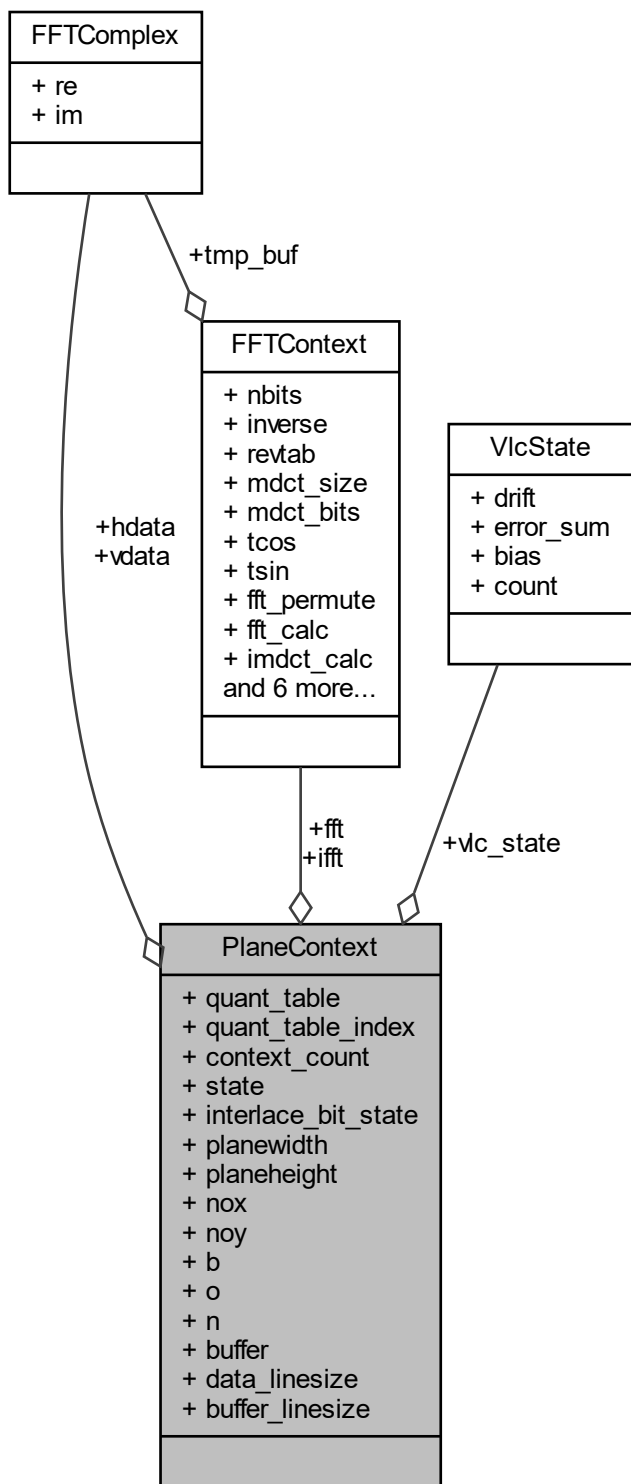 FFTComplex
+ re
+ im
+tmp_buf
FFTContext
+ nbits
+ inverse
+ revtab
+ mdct_size
+ mdct_bits
+ tcos
+ tsin
+ fft_permute
+ fft_calc
+ imdct_calc
and 6 more...
VlcState
+ drift
+ error_sum
+ bias
+ count
+hdata
+vdata
+fft
+ifft
+vlc_state
PlaneContext
+ quant_table
+ quant_table_index
+ context_count
+ state
+ interlace_bit_state
+ planewidth
+ planeheight
+ nox
+ noy
+ b
+ o
+ n
+ buffer
+ data_linesize
+ buffer_linesize